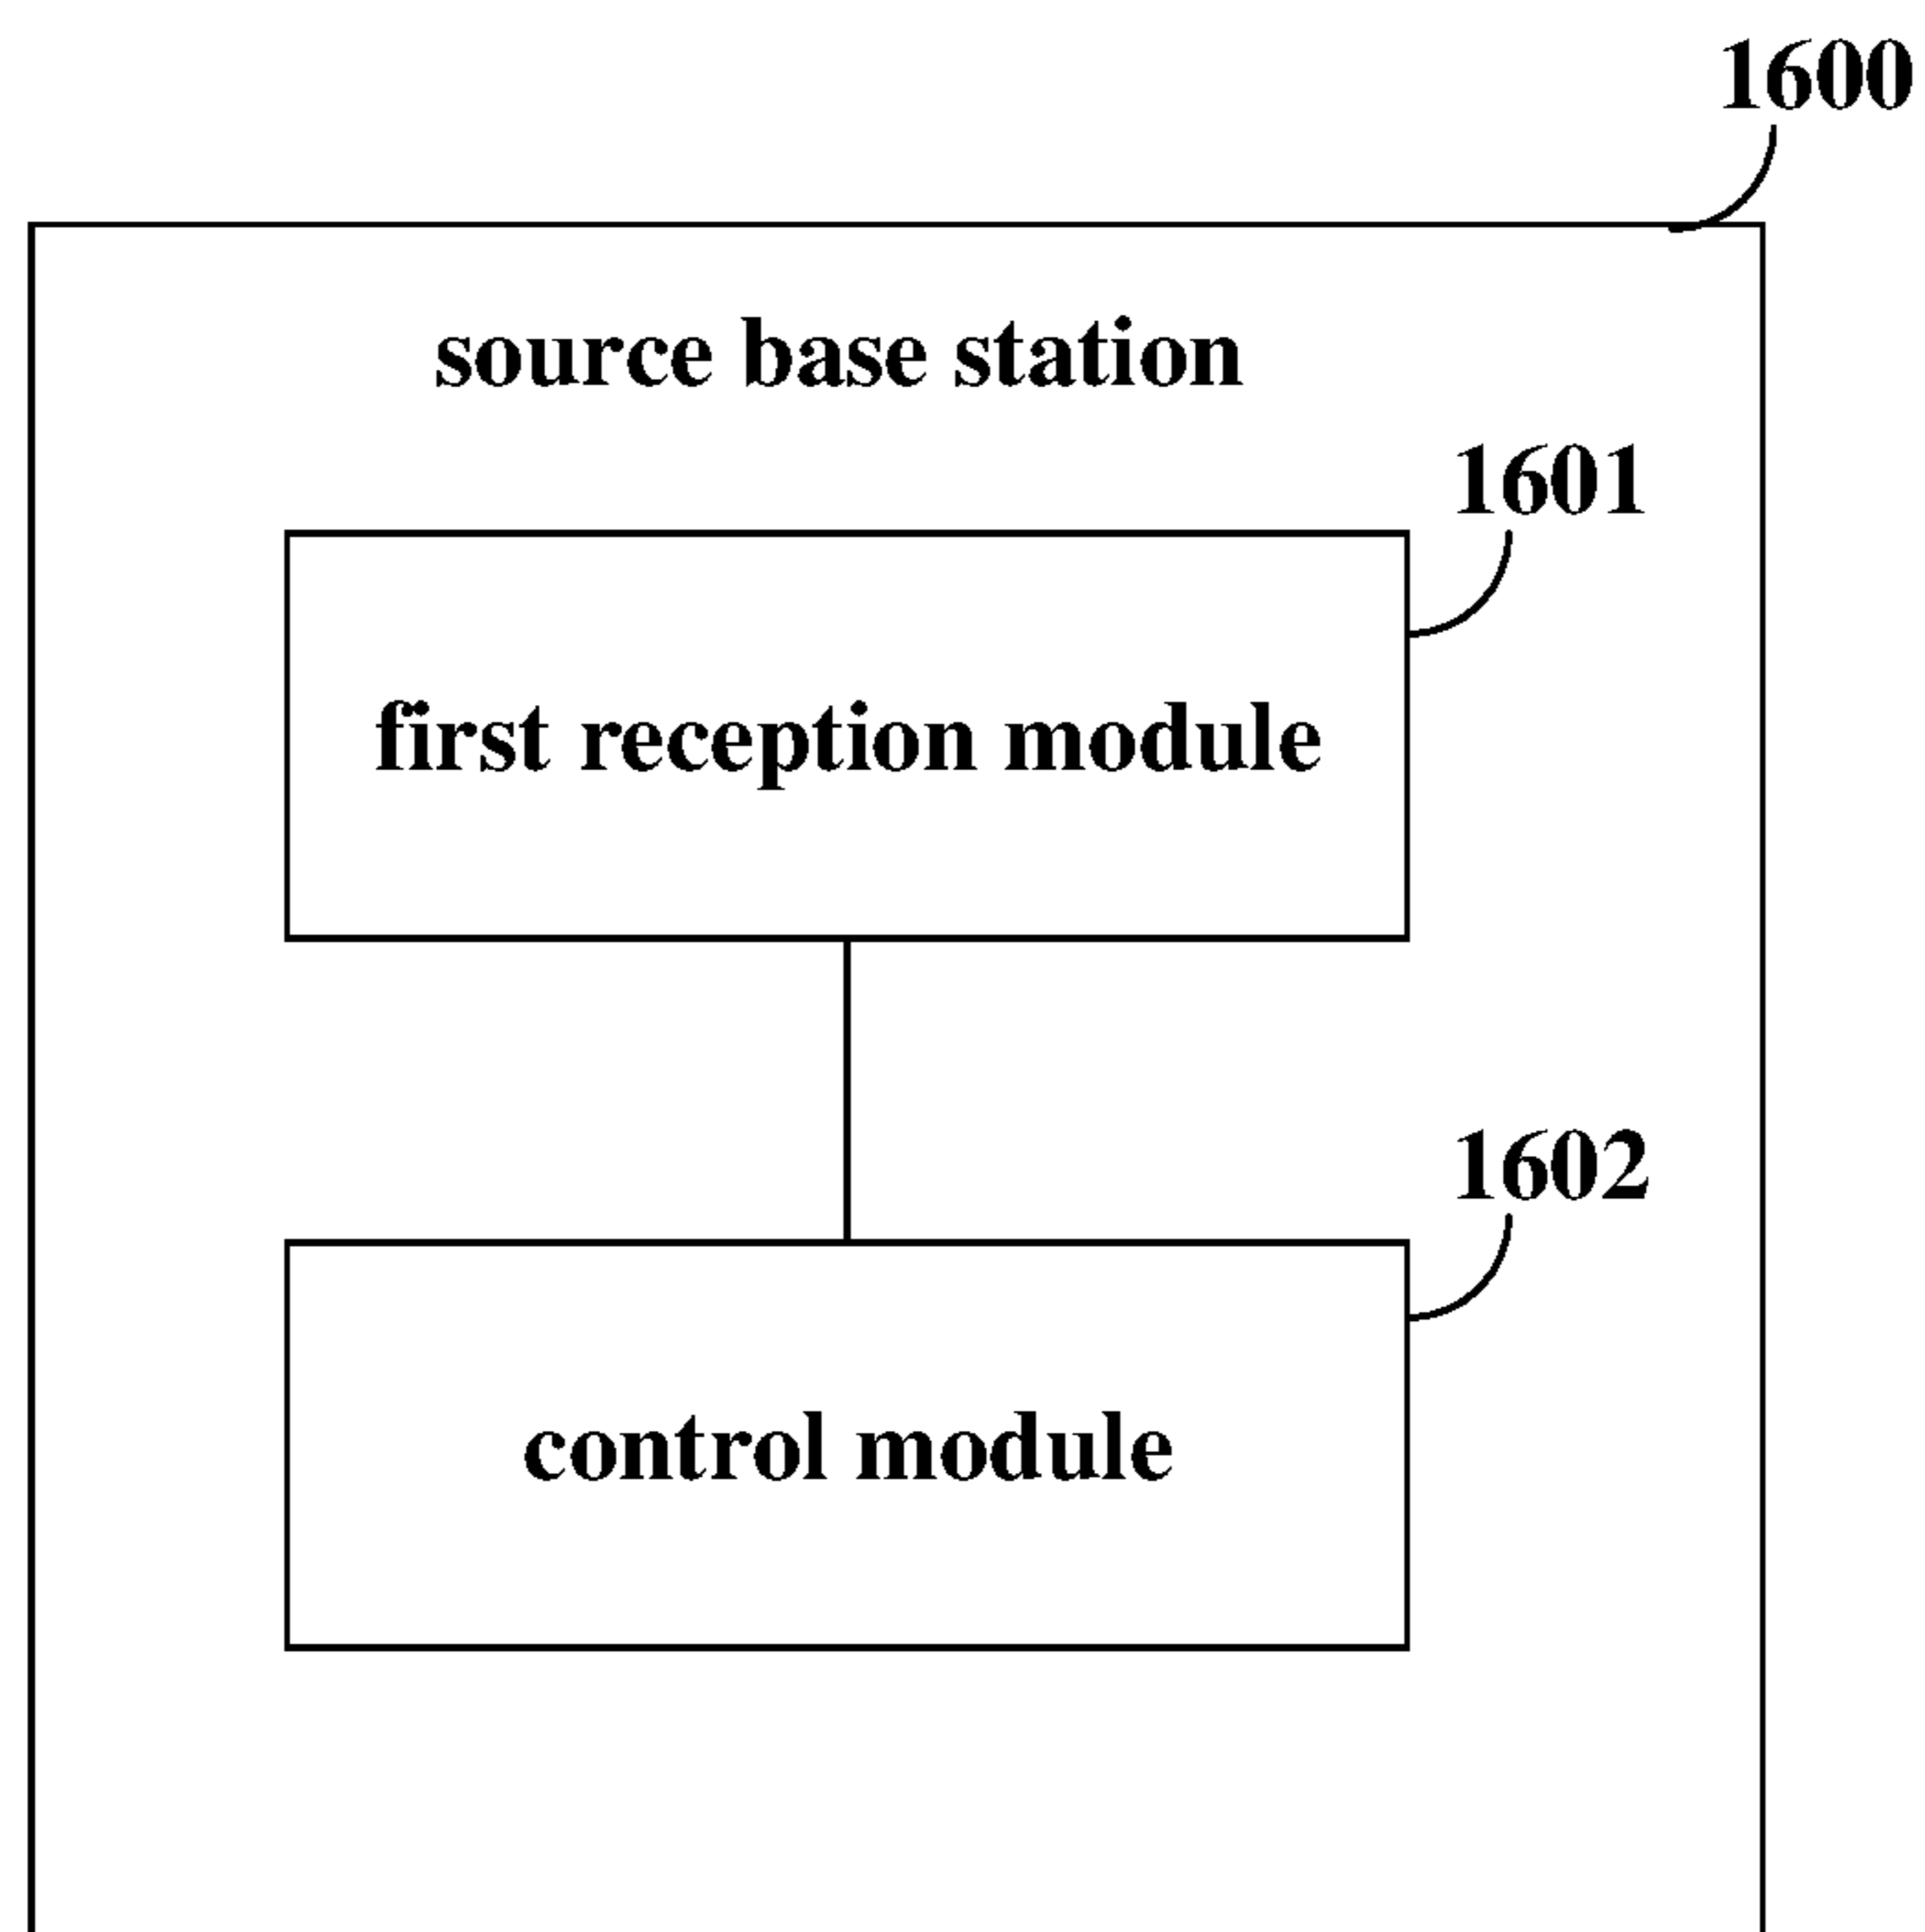 1600
source base station
1601
first reception module
1602
control module